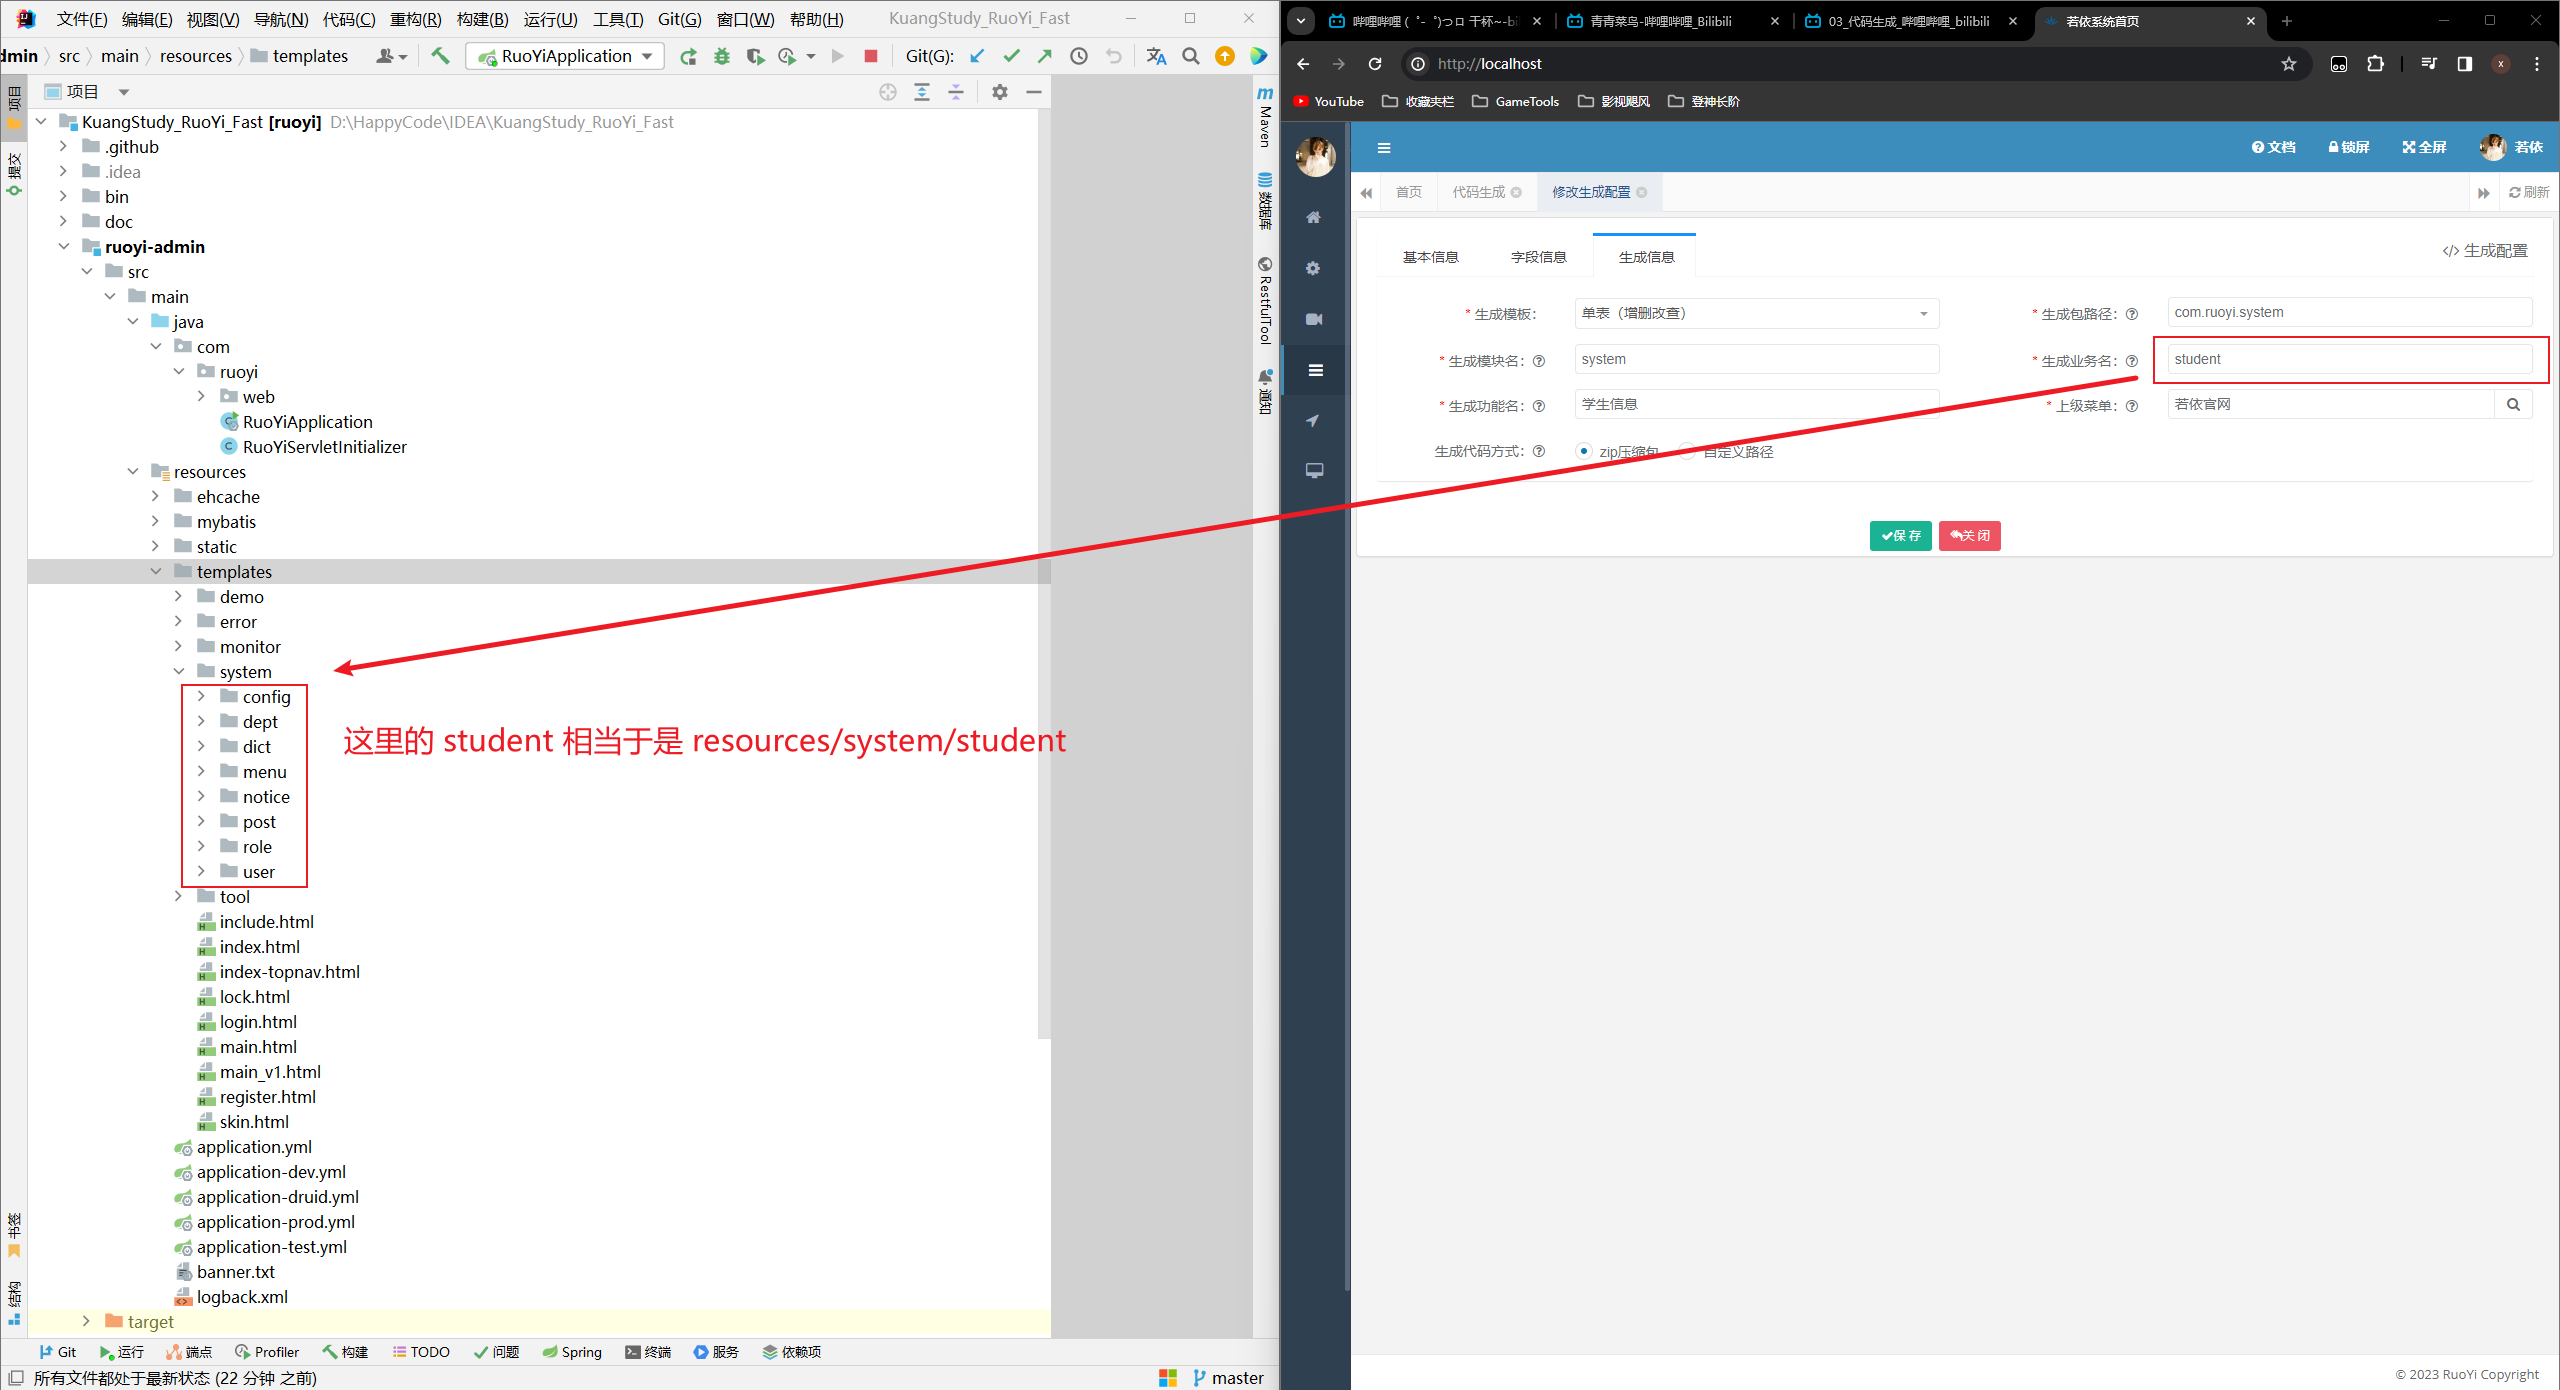 文件(F) 编辑(E) 视图(V) 导航(N) 代码(C) 重构(R) 构建(B) 运行(U) 工具(T) Git(G) 窗口(W) 帮助(H) KuangStudy_RuoYi_Fast
dmin src main resources templates RuoYiApplication Git(G):
项目
KuangStudy_RuoYi_Fast [ruoyi] D:\HappyCode\IDEA\KuangStudy_RuoYi_Fast
.github
.idea
bin
doc
ruoyi-admin
src
main
java
com
ruoyi
web
RuoYiApplication
RuoYiServletInitializer
resources
ehcache
mybatis
static
templates
demo
error
monitor
system
config
dept
dict
menu
notice
post
role
user
tool
include.html
index.html
index-topnav.html
lock.html
login.html
main.html
main_v1.html
register.html
skin.html
application.yml
application-dev.yml
application-druid.yml
application-prod.yml
application-test.yml
banner.txt
logback.xml
target
这里的 student 相当于是 resources/system/student
项目
提交
书签
结构
Maven
数据库
RestfulTool
通知
Git 运行 端点 Profiler 构建 TODO 问题 Spring 终端 服务 依赖项
所有文件都处于最新状态 (22 分钟 之前) master
哔哩哔哩 ( ゜- ゜)つロ 干杯~-bi 青青菜鸟-哔哩哔哩_Bilibili 03_代码生成_哔哩哔哩_bilibili 若依系统首页
http://localhost
YouTube 收藏夹栏 GameTools 影视飓风 登神长阶
文档 锁屏 全屏 若依
首页 代码生成 修改生成配置 刷新
基本信息 字段信息 生成信息 </> 生成配置
* 生成模板: 单表（增删改查） * 生成包路径: com.ruoyi.system
* 生成模块名: system * 生成业务名: student
* 生成功能名: 学生信息 * 上级菜单: 若依官网
生成代码方式: zip压缩包 自定义路径
保 存 关 闭
© 2023 RuoYi Copyright